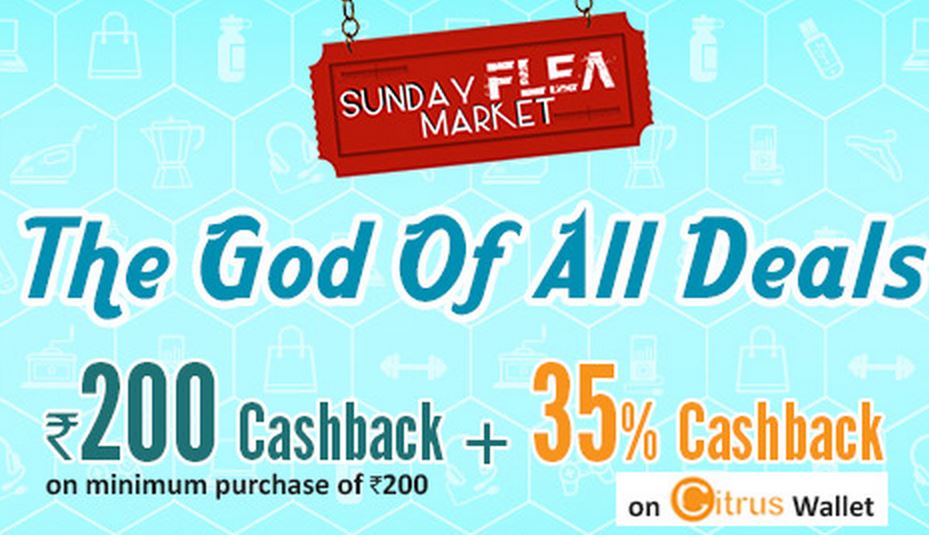 SUNDAY FLEA
MARKET
The God Of All Deals
₹200 Cashback + 35% Cashback
on minimum purchase of ₹200
on Citrus Wallet